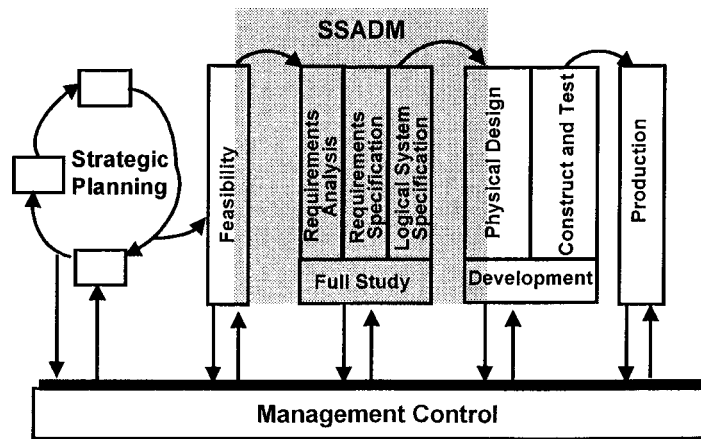 SSADM
Strategic
Planning
Feasibility
Requirements
Analysis
Requirements
Specification
Logical System
Specification
Full Study
Physical Design
Construct and Test
Development
Production
Management Control